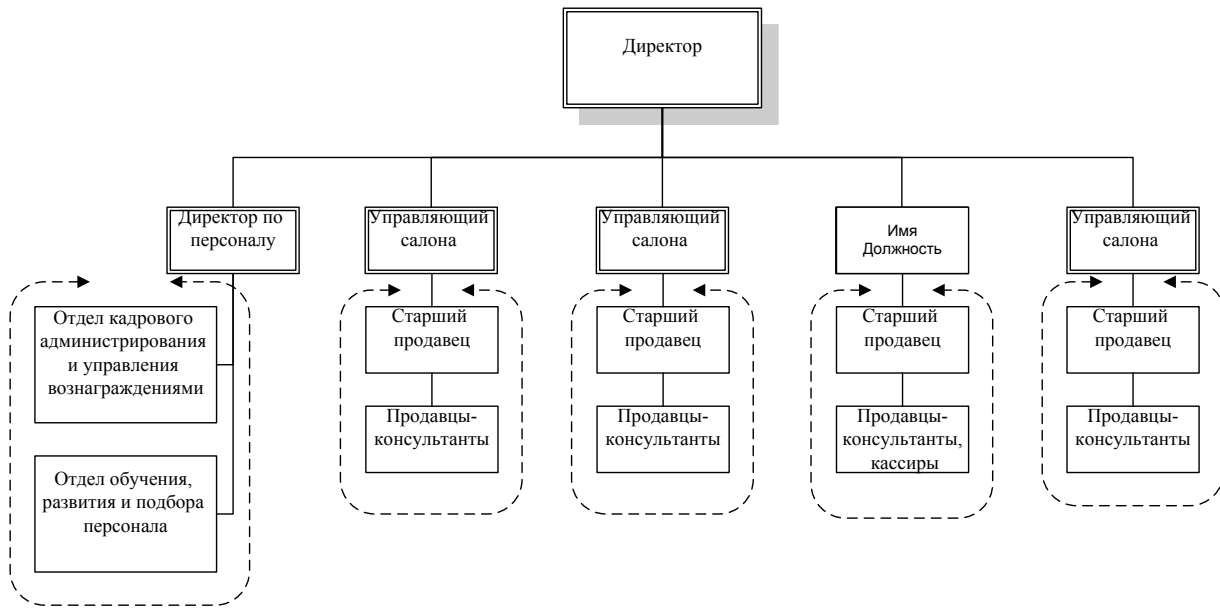 Директор
Директор по
персоналу
Управляющий
салона
Управляющий
салона
Имя
Должность
Управляющий
салона
Отдел кадрового
администрирования
и управления
вознаграждениями
Старший
продавец
Старший
продавец
Старший
продавец
Старший
продавец
Продавцы-
консультанты
Продавцы-
консультанты
Продавцы-
консультанты,
кассиры
Продавцы-
консультанты
Отдел обучения,
развития и подбора
персонала